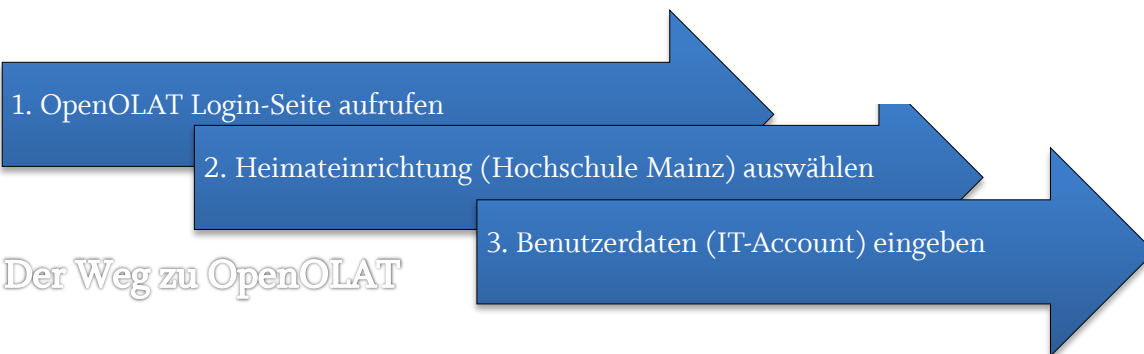 1. OpenOLAT Login-Seite aufrufen
2. Heimateinrichtung (Hochschule Mainz) auswählen
3. Benutzerdaten (IT-Account) eingeben
Der Weg zu OpenOLAT